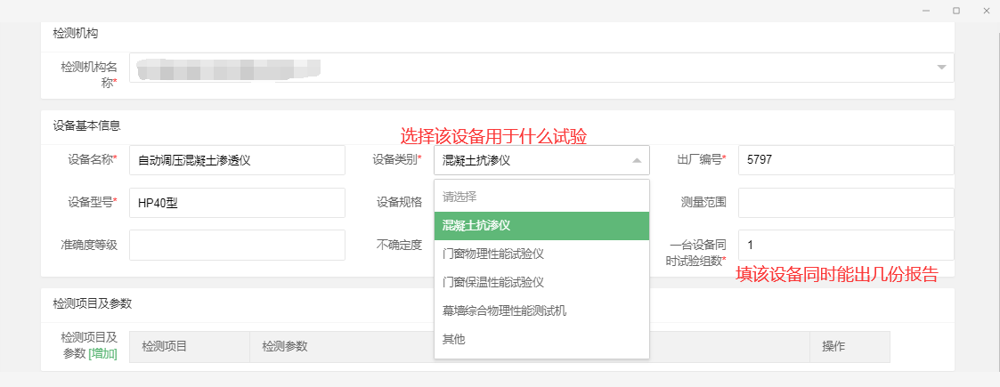 检测机构
检测机构名
称*
设备基本信息
选择该设备用于什么试验
设备名称* 自动调压混凝土渗透仪 设备类别* 混凝土抗渗仪 出厂编号* 5797
请选择
设备型号* HP40型 设备规格 测量范围
混凝土抗渗仪
准确度等级 不确定度 一台设备同
时试验组数* 1
门窗物理性能试验仪
填该设备同时能出几份报告
门窗保温性能试验仪
检测项目及参数
幕墙综合物理性能测试机
检测项目及
参数 [增加]
其他
检测项目 检测参数 操作